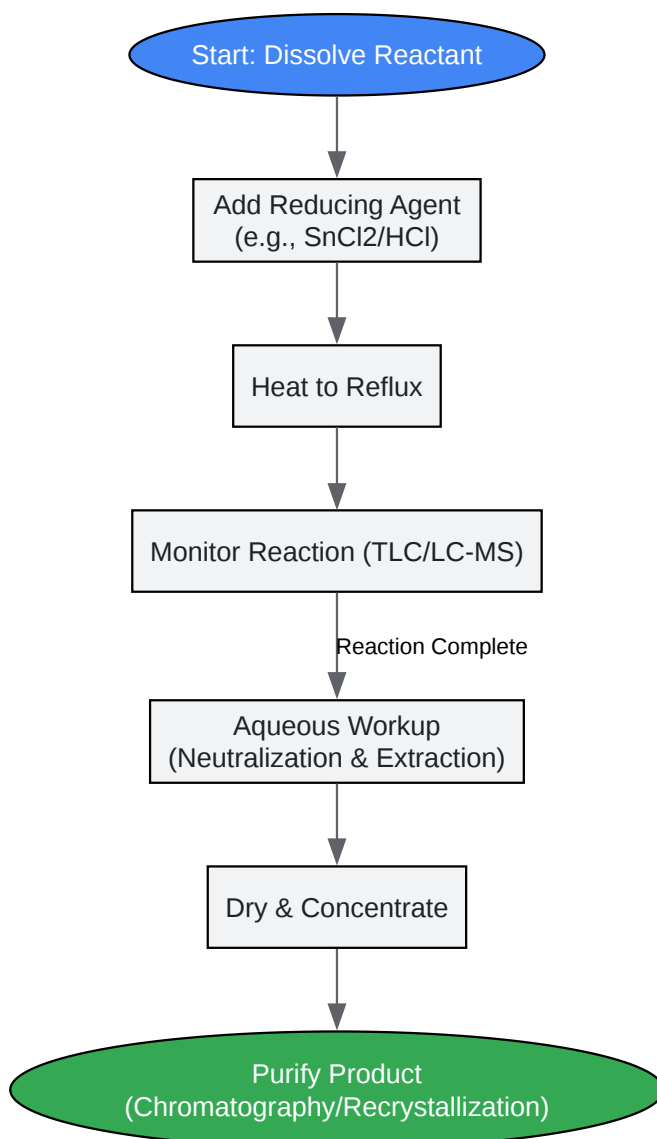 Start: Dissolve Reactant
Add Reducing Agent
(e.g., SnCl2/HCl)
Heat to Reflux
Monitor Reaction (TLC/LC-MS)
Reaction Complete
Aqueous Workup
(Neutralization & Extraction)
Dry & Concentrate
Purify Product
(Chromatography/Recrystallization)